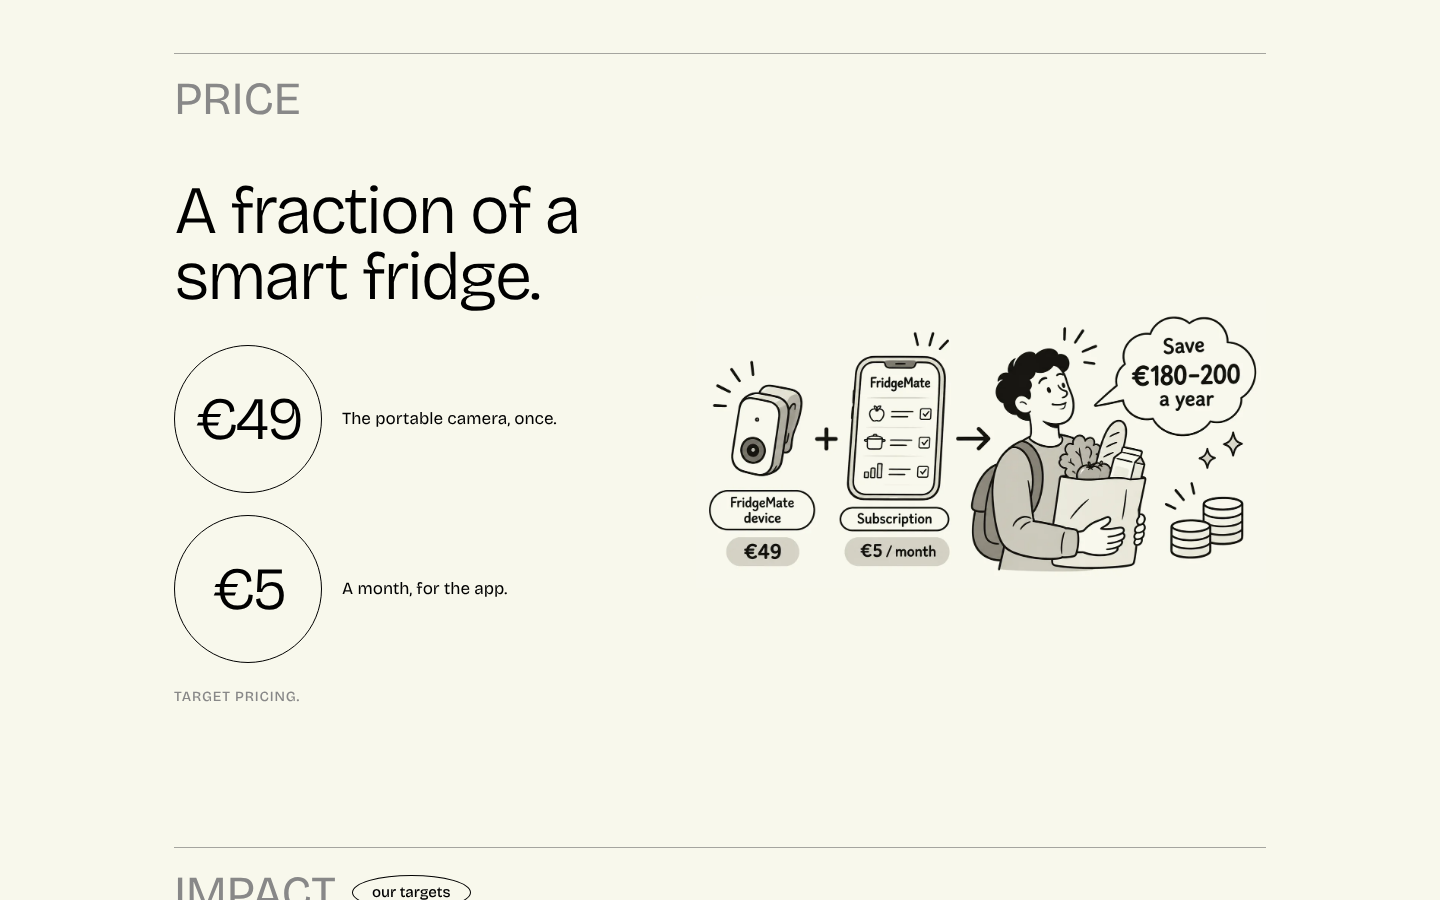 PRICE
A fraction of a
smart fridge.
€49
The portable camera, once.
€5
A month, for the app.
TARGET PRICING.
FridgeMate
device
€49
+
FridgeMate
Subscription
€5 / month
Save
€180–200
a year
IMPACT
our targets